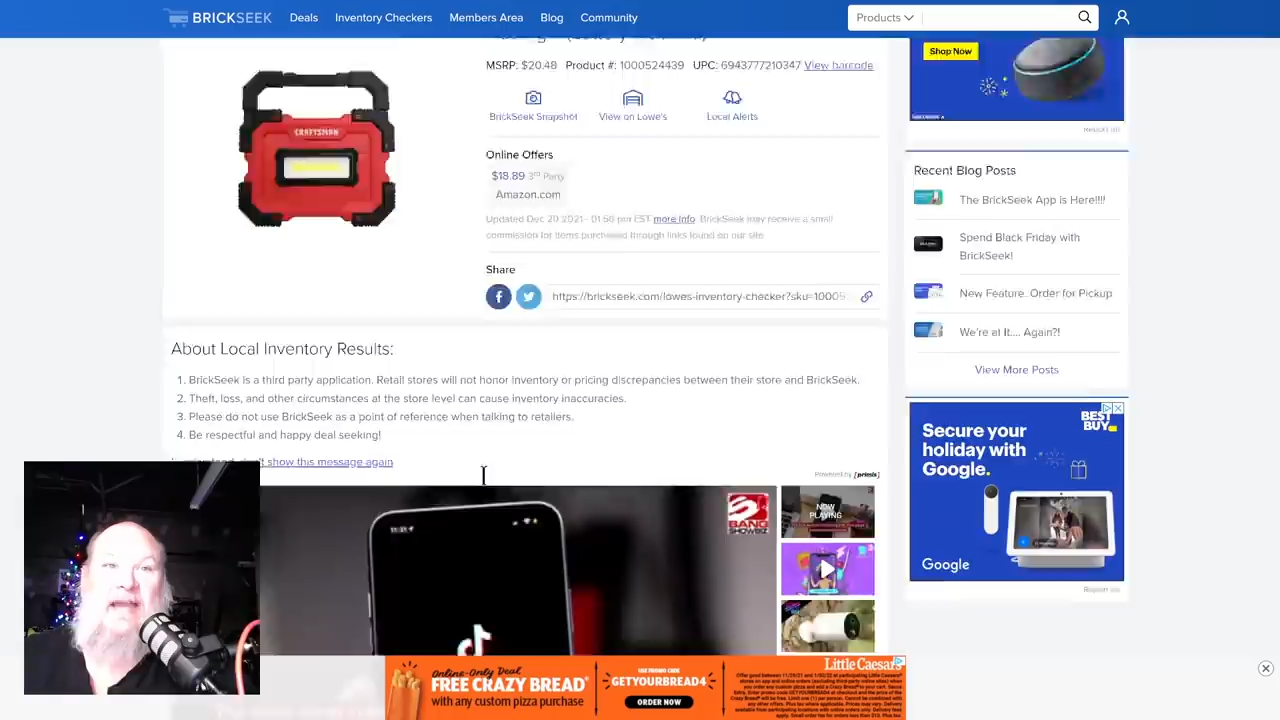 BRICKSEEK Deals Inventory Checkers Members Area Blog Community Products
MSRP: $20.48 Product #: 1000524439 UPC: 6943777210347 View barcode
BrickSeek Snapshot View on Lowe's Local Alerts
CRAFTSMAN
Online Offers
$18.89 3rd Party
Amazon.com
Updated Dec 20 2021 - 01:58 pm EST more info. BrickSeek may receive a small
commission for items purchased through links found on our site
Share
https://brickseek.com/lowes-inventory-checker?sku=10005
About Local Inventory Results:
1. BrickSeek is a third party application. Retail stores will not honor inventory or pricing discrepancies between their store and BrickSeek.
2. Theft, loss, and other circumstances at the store level can cause inventory inaccuracies.
3. Please do not use BrickSeek as a point of reference when talking to retailers.
4. Be respectful and happy deal seeking!
show this message again
Powered by [primis]
BANG
SHOWBIZ
NOW
PLAYING
Shop Now
Recent Blog Posts
The BrickSeek App is Here!!!!
Spend Black Friday with
BrickSeek!
New Feature: Order for Pickup
We're at It.... Again?!
View More Posts
BEST
BUY
Secure your
holiday with
Google.
Google
Online-Only Deal
FREE CRAZY BREAD®
with any custom pizza purchase
USE PROMO CODE
GETYOURBREAD4
ORDER NOW
Little Caesars